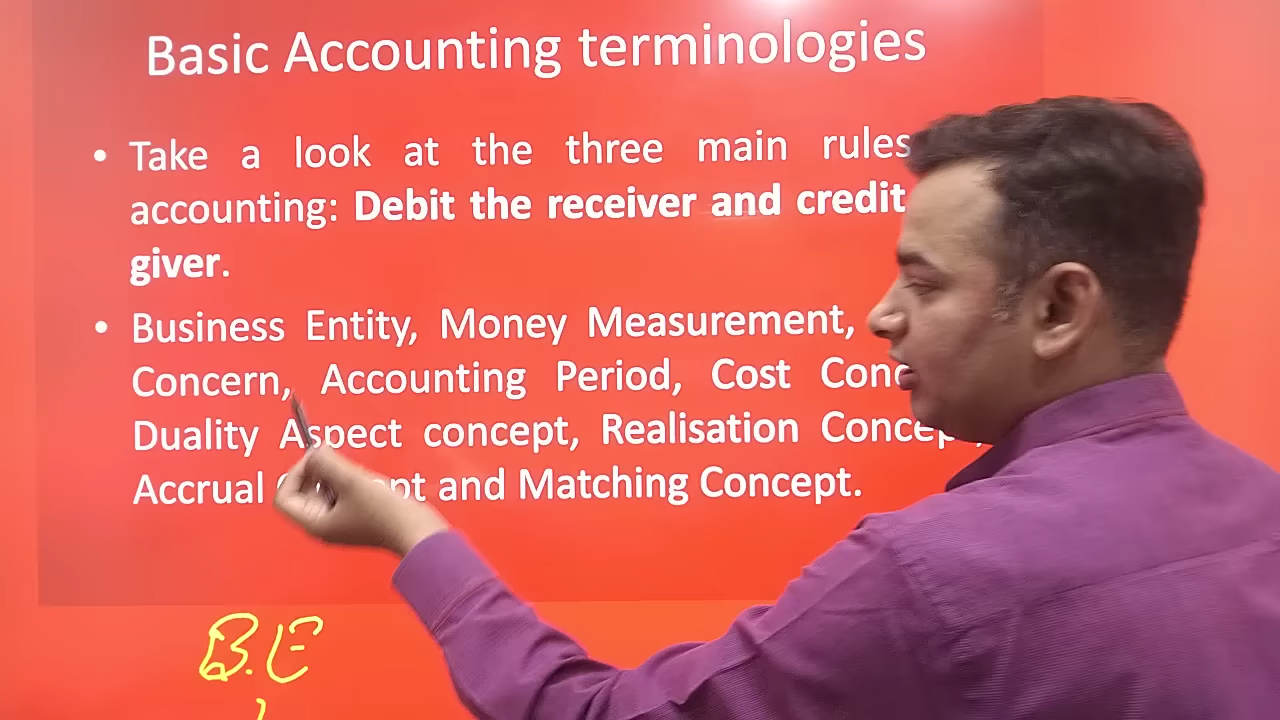 Basic Accounting terminologies
• Take a look at the three main rules
accounting: Debit the receiver and credit
giver.
• Business Entity, Money Measurement,
Concern, Accounting Period, Cost
Duality Aspect concept, Realisation
Accrual and Matching Concept.
B.E